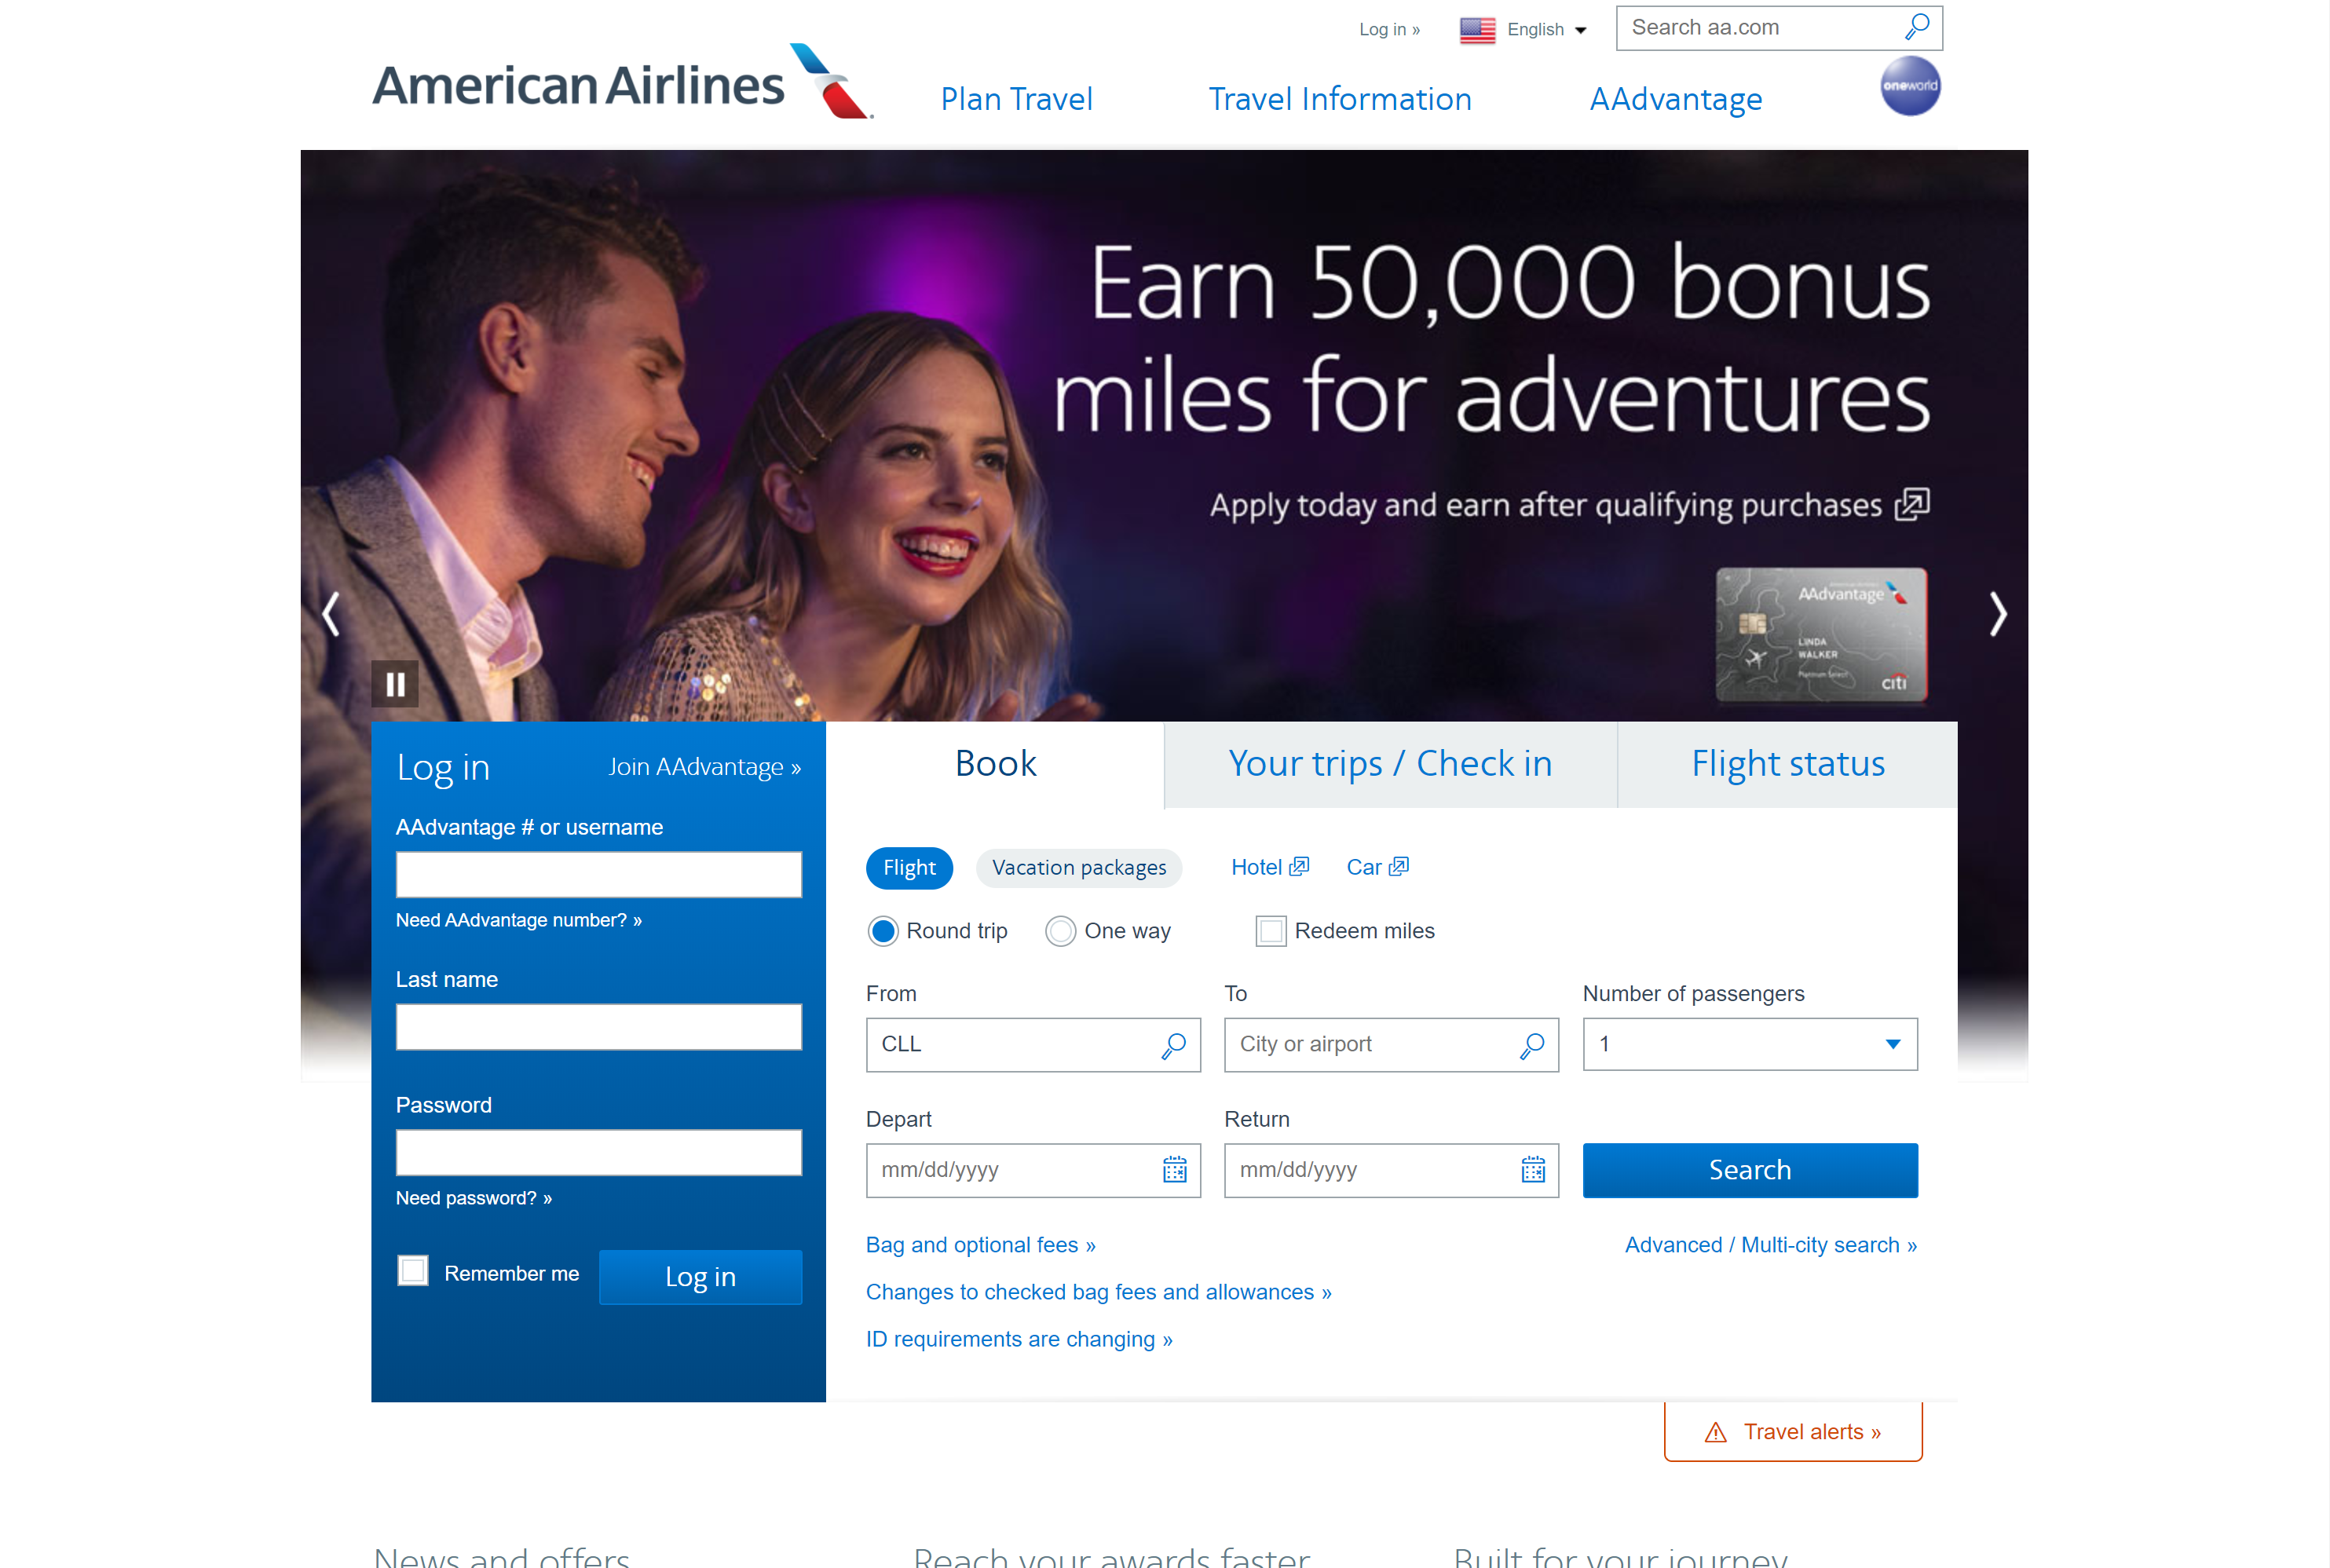 Log in »
English
Search aa.com
American Airlines
Plan Travel
Travel Information
AAdvantage
oneworld
Earn 50,000 bonus
miles for adventures
Apply today and earn after qualifying purchases
AAdvantage
LINDA
WALKER
Platinum Select
citi
Log in
Join AAdvantage »
AAdvantage # or username
Need AAdvantage number? »
Last name
Password
Need password? »
Remember me
Log in
Book
Your trips / Check in
Flight status
Flight
Vacation packages
Hotel
Car
Round trip
One way
Redeem miles
From
To
Number of passengers
CLL
City or airport
1
Depart
Return
mm/dd/yyyy
mm/dd/yyyy
Search
Bag and optional fees »
Advanced / Multi-city search »
Changes to checked bag fees and allowances »
ID requirements are changing »
Travel alerts »
News and offers
Reach your awards faster
Built for your journey